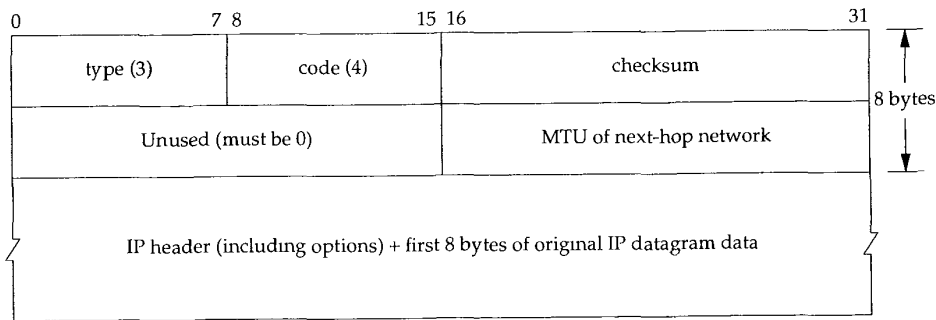 0 7 8 15 16 31
type (3) code (4) checksum
8 bytes
Unused (must be 0) MTU of next-hop network
IP header (including options) + first 8 bytes of original IP datagram data